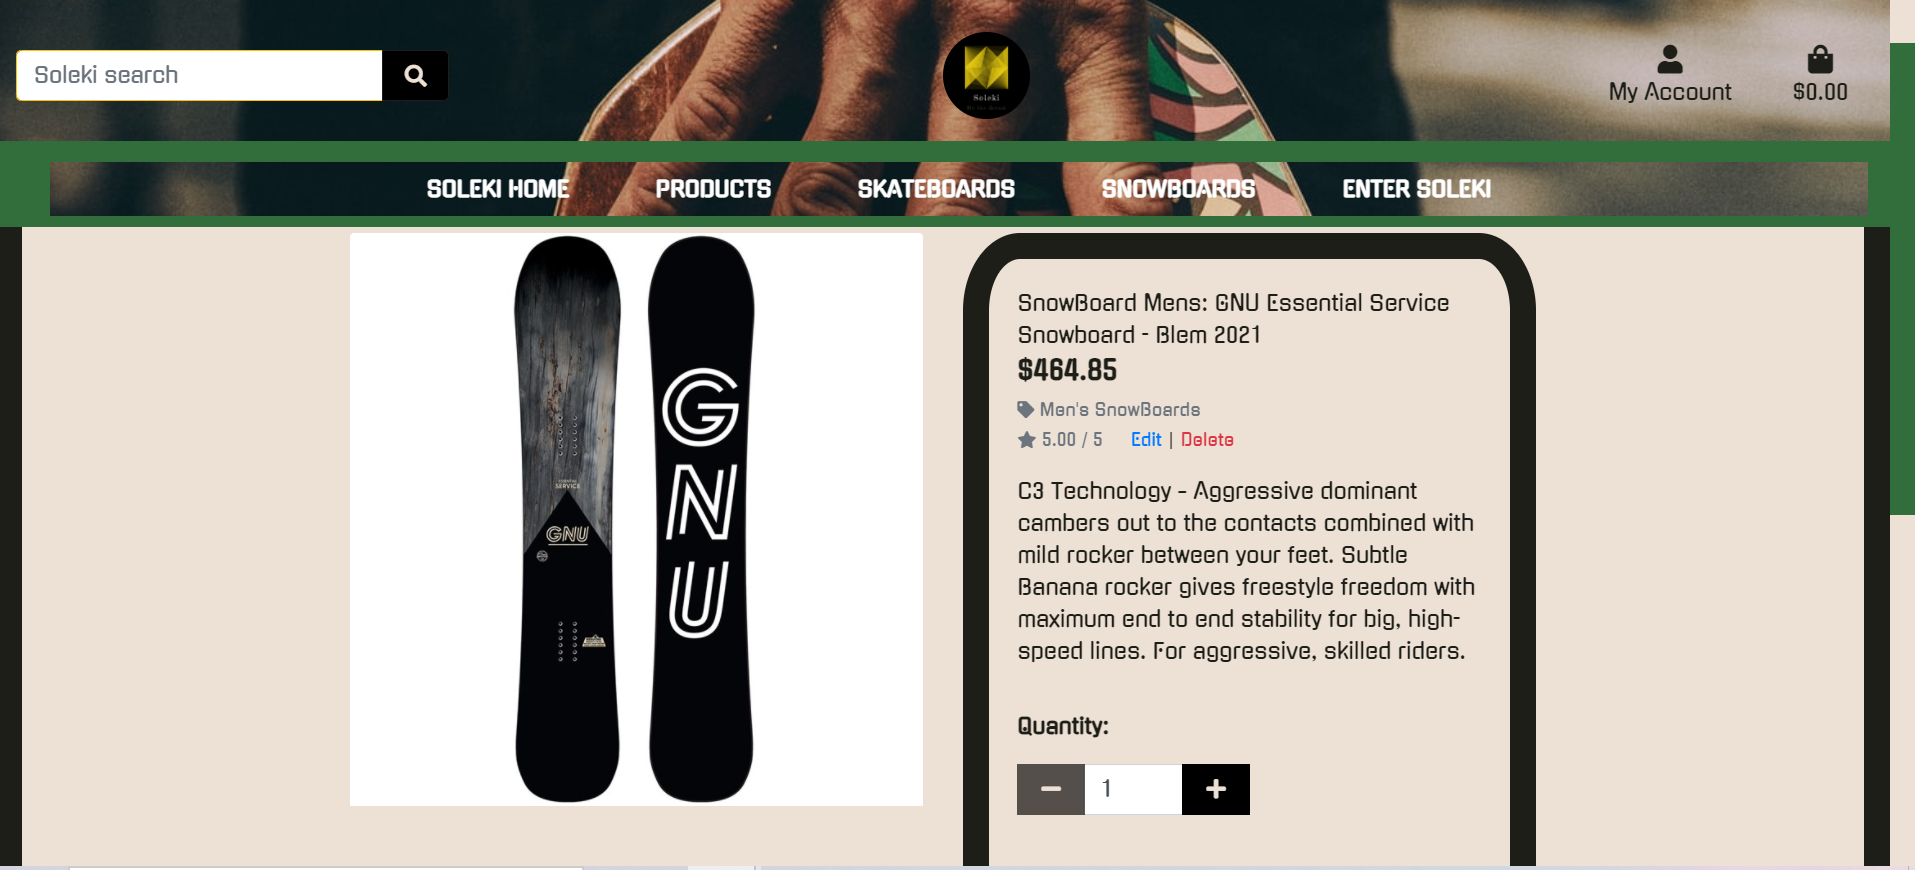 Soleki search
Soleki
My Account
$0.00
SOLEKI HOME
PRODUCTS
SKATEBOARDS
SNOWBOARDS
ENTER SOLEKI
SERVICE
GNU
G
N
U
SnowBoard Mens: GNU Essential Service
Snowboard - Blem 2021
$464.85
Men's SnowBoards
5.00 / 5 Edit | Delete
C3 Technology - Aggressive dominant
cambers out to the contacts combined with
mild rocker between your feet. Subtle
Banana rocker gives freestyle freedom with
maximum end to end stability for big, high-
speed lines. For aggressive, skilled riders.
Quantity:
1